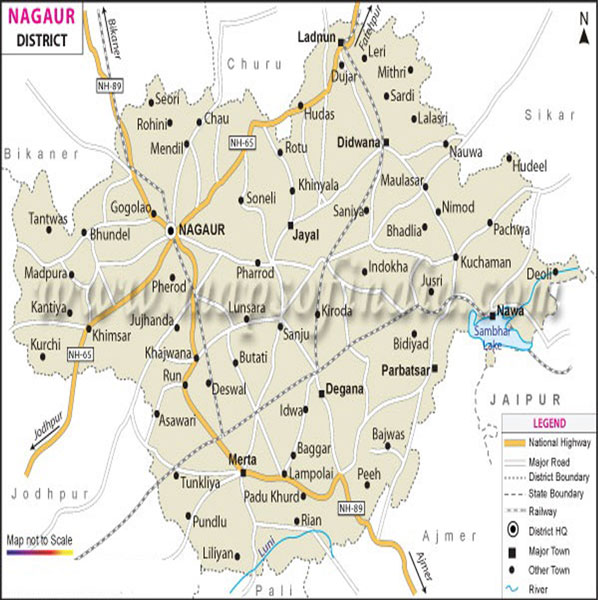 NAGAUR
DISTRICT
Bikaner
NH-89
Churu
Ladnun
Fatehpur
Leri
N
Dujar
Mithri
Sardi
Seori
Rohini
Chau
Hudas
Lalasri
Sikar
NH-65
Mendil
Rotu
Didwana
Nauwa
Bikaner
Hudeel
Khinyala
Maulasar
Soneli
Gogolao
Saniya
Nimod
Tantwas
Bhundel
NAGAUR
Jayal
Bhadlia
Pachwa
Kuchaman
Madpura
Pherod
Pharrod
Indokha
Deoli
Jusri
www.mapsofindia.com
Kantiya
Khimsar
Jujhanda
Lunsara
Sanju
Kiroda
Nawa
Sambhar
Lake
Kurchi
NH-65
Khajwana
Butati
Bidiyad
Parbatsar
Run
Deswal
Degana
JAIPUR
Asawari
Idwa
Jodhpur
Bajwas
Baggar
Merta
Lampolai
Peeh
Jodhpur
Tunkliya
Padu Khurd
NH-89
Pundlu
Rian
Ajmer
Map not to Scale
Liliyan
Luni
Ajmer
Pali
LEGEND
National Highway
Major Road
District Boundary
State Boundary
Railway
District HQ
Major Town
Other Town
River